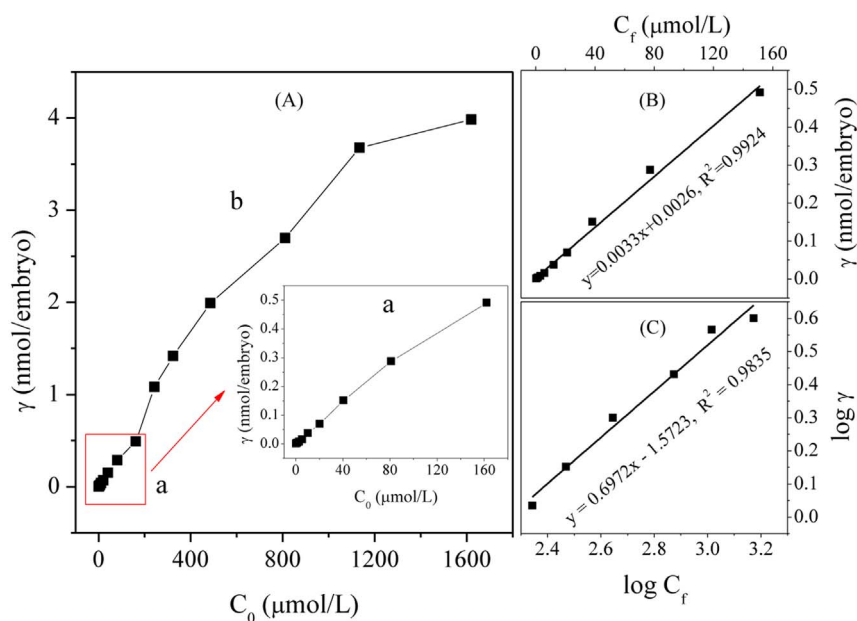 (A)
b
a
4
3
2
1
0
γ (nmol/embryo)
0
400
800
1200
1600
C₀ (μmol/L)
a
0.5
0.4
0.3
0.2
0.1
0.0
γ (nmol/embryo)
0
40
80
120
160
C₀ (μmol/L)
C_f (μmol/L)
0
40
80
120
160
(B)
y=0.0033x+0.0026, R²=0.9924
0.5
0.4
0.3
0.2
0.1
0.0
γ (nmol/embryo)
(C)
y = 0.6972x - 1.5723, R² = 0.9835
0.6
0.5
0.4
0.3
0.2
0.1
0.0
log γ
2.4
2.6
2.8
3.0
3.2
log C_f